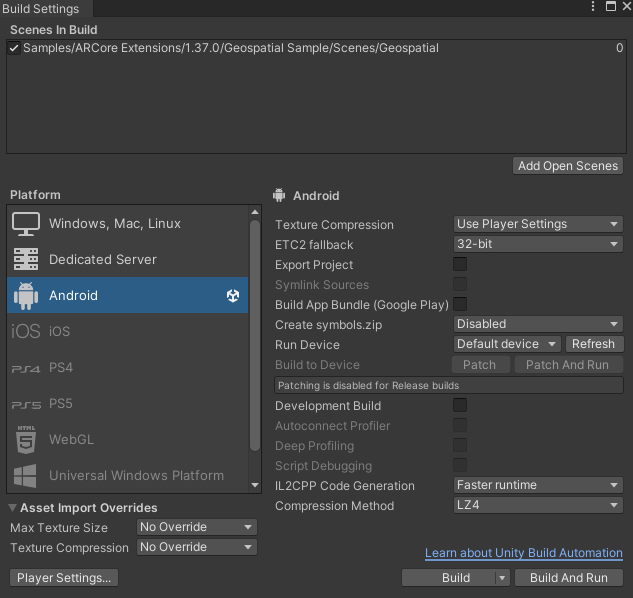 Build Settings
Scenes In Build
Samples/ARCore Extensions/1.37.0/Geospatial Sample/Scenes/Geospatial 0
Add Open Scenes
Platform
Windows, Mac, Linux
Dedicated Server
Android
iOS iOS
PS4 PS4
PS5 PS5
HTML 5 WebGL
Universal Windows Platform
Asset Import Overrides
Max Texture Size No Override
Texture Compression No Override
Player Settings...
Android
Texture Compression Use Player Settings
ETC2 fallback 32-bit
Export Project
Symlink Sources
Build App Bundle (Google Play)
Create symbols.zip Disabled
Run Device Default device Refresh
Build to Device Patch Patch And Run
Patching is disabled for Release builds
Development Build
Autoconnect Profiler
Deep Profiling
Script Debugging
IL2CPP Code Generation Faster runtime
Compression Method LZ4
Learn about Unity Build Automation
Build Build And Run